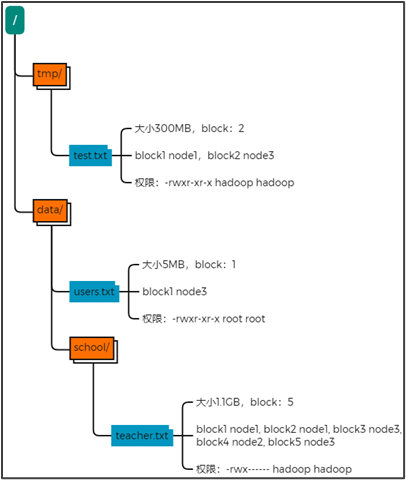 /
tmp/
大小300MB，block：2
test.txt
block1 node1，block2 node3
权限：-rwxr-xr-x hadoop hadoop
data/
大小5MB，block：1
users.txt
block1 node3
权限：-rwxr-xr-x root root
school/
大小1.1GB，block：5
teacher.txt
block1 node1, block2 node1, block3 node3,
block4 node2, block5 node3
权限：-rwx------ hadoop hadoop